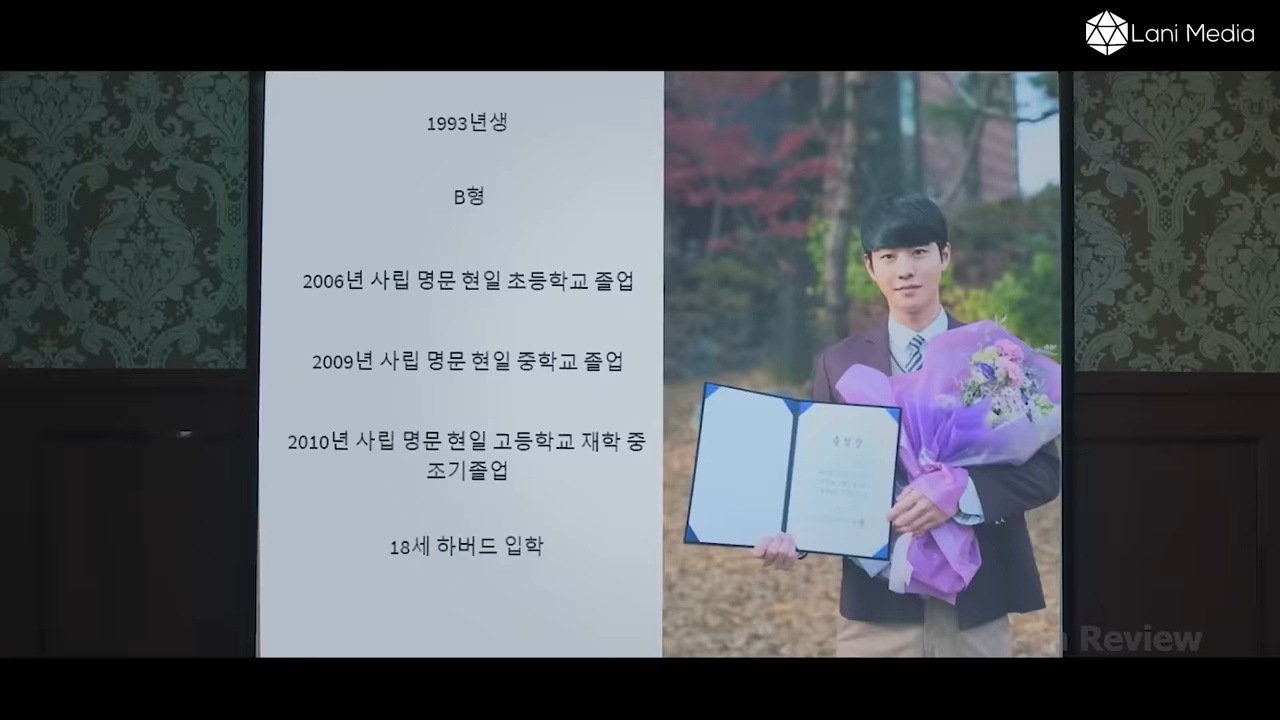 Lani Media
1993년생
B형
2006년 사립 명문 현일 초등학교 졸업
2009년 사립 명문 현일 중학교 졸업
2010년 사립 명문 현일 고등학교 재학 중
조기졸업
18세 하버드 입학
Review